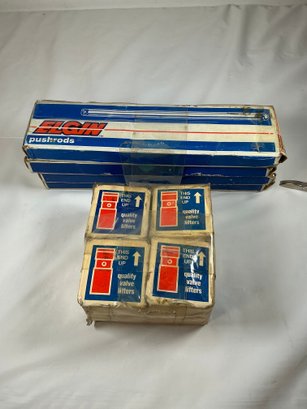 ELGIN
pushrods
THIS
END
UP
quality
valve
lifters
THIS
END
UP
quality
valve
lifters
THIS
END
UP
quality
valve
lifters
THIS
END
UP
quality
valve
lifters